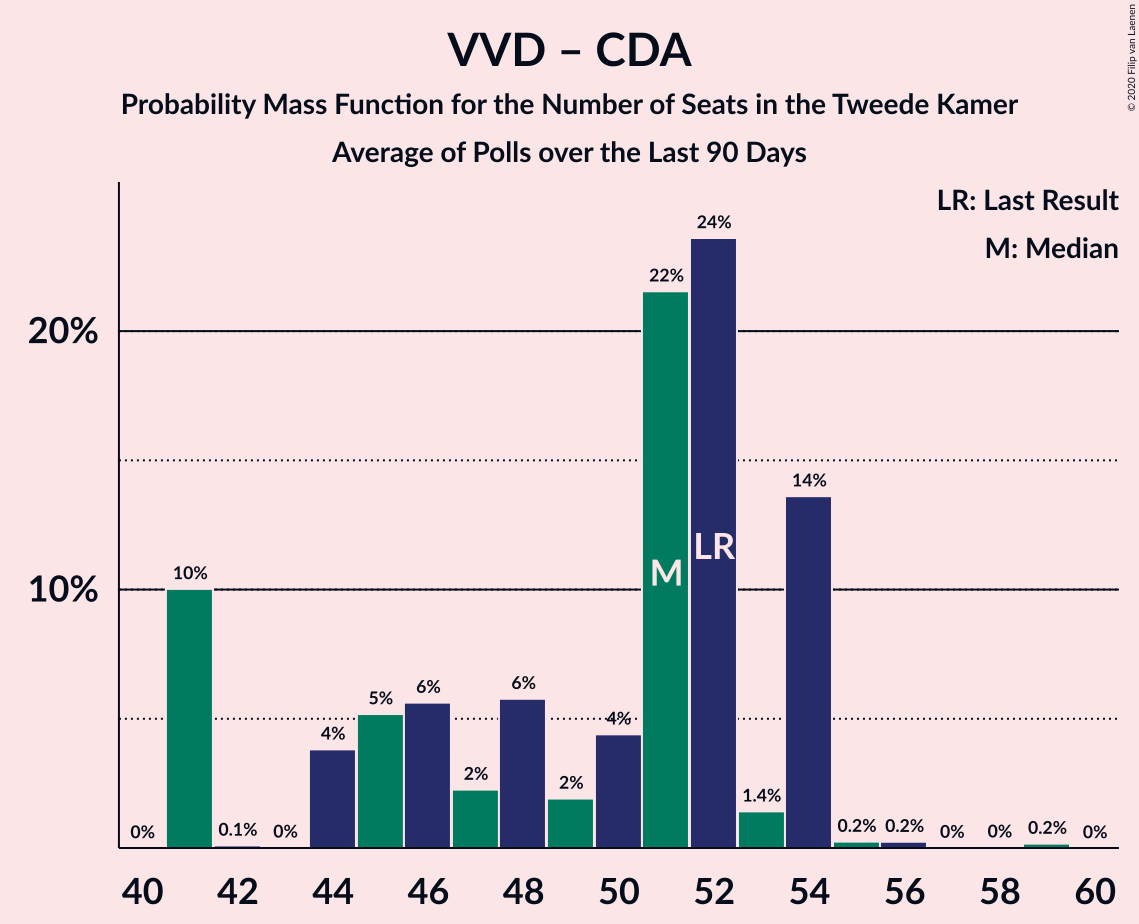 VVD – CDA
Probability Mass Function for the Number of Seats in the Tweede Kamer
Average of Polls over the Last 90 Days
© 2020 Filip van Laenen
LR: Last Result
M: Median
20%
10%
0%
10%
0.1%
0%
4%
5%
6%
2%
6%
2%
4%
22%
24%
1.4%
14%
0.2%
0.2%
0%
0%
0.2%
0%
M
LR
40 42 44 46 48 50 52 54 56 58 60